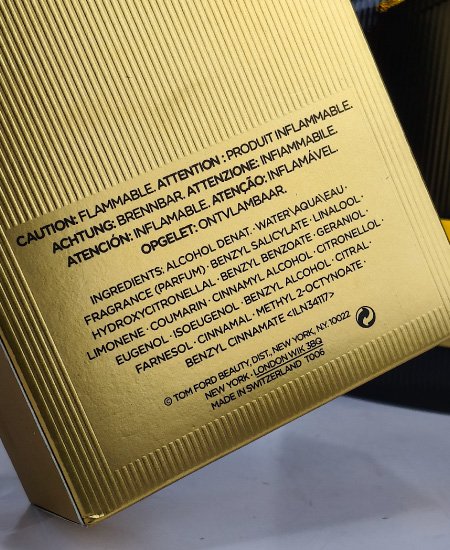 CAUTION: FLAMMABLE. ATTENTION : PRODUIT INFLAMMABLE.
ACHTUNG: BRENNBAR. ATTENZIONE: INFIAMMABILE.
ATENCIÓN: INFLAMABLE. ATENÇÃO: INFLAMÁVEL.
OPGELET: ONTVLAMBAAR.
INGREDIENTS: ALCOHOL DENAT. · WATER\AQUA\EAU ·
FRAGRANCE (PARFUM) · BENZYL SALICYLATE · LINALOOL ·
HYDROXYCITRONELLAL · BENZYL BENZOATE · GERANIOL ·
LIMONENE · COUMARIN · CINNAMYL ALCOHOL · CITRONELLOL ·
EUGENOL · ISOEUGENOL · BENZYL ALCOHOL · CITRAL ·
FARNESOL · CINNAMAL · METHYL 2-OCTYNOATE ·
BENZYL CINNAMATE <ILN34117>
© TOM FORD BEAUTY, DIST., NEW YORK, NY 10022
NEW YORK · LONDON W1K 3BQ
MADE IN SWITZERLAND T006